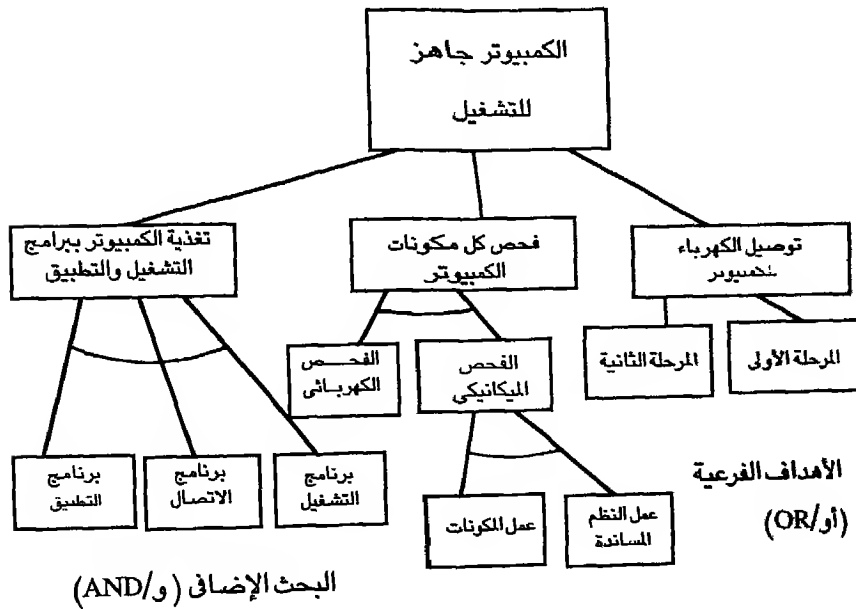 الكمبيوتر جاهز
للتشغيل
توصيل الكهرباء
للكمبيوتر
فحص كل مكونات
الكمبيوتر
تغذية الكمبيوتر ببرامج
التشغيل والتطبيق
المرحلة الأولى
المرحلة الثانية
الفحص
الميكانيكى
الفحص
الكهربائى
عمل النظم
المساندة
عمل المكونات
برنامج
التشغيل
برنامج
الاتصال
برنامج
التطبيق
الأهداف الفرعية
(أو/OR)
البحث الإضافى (و/AND)